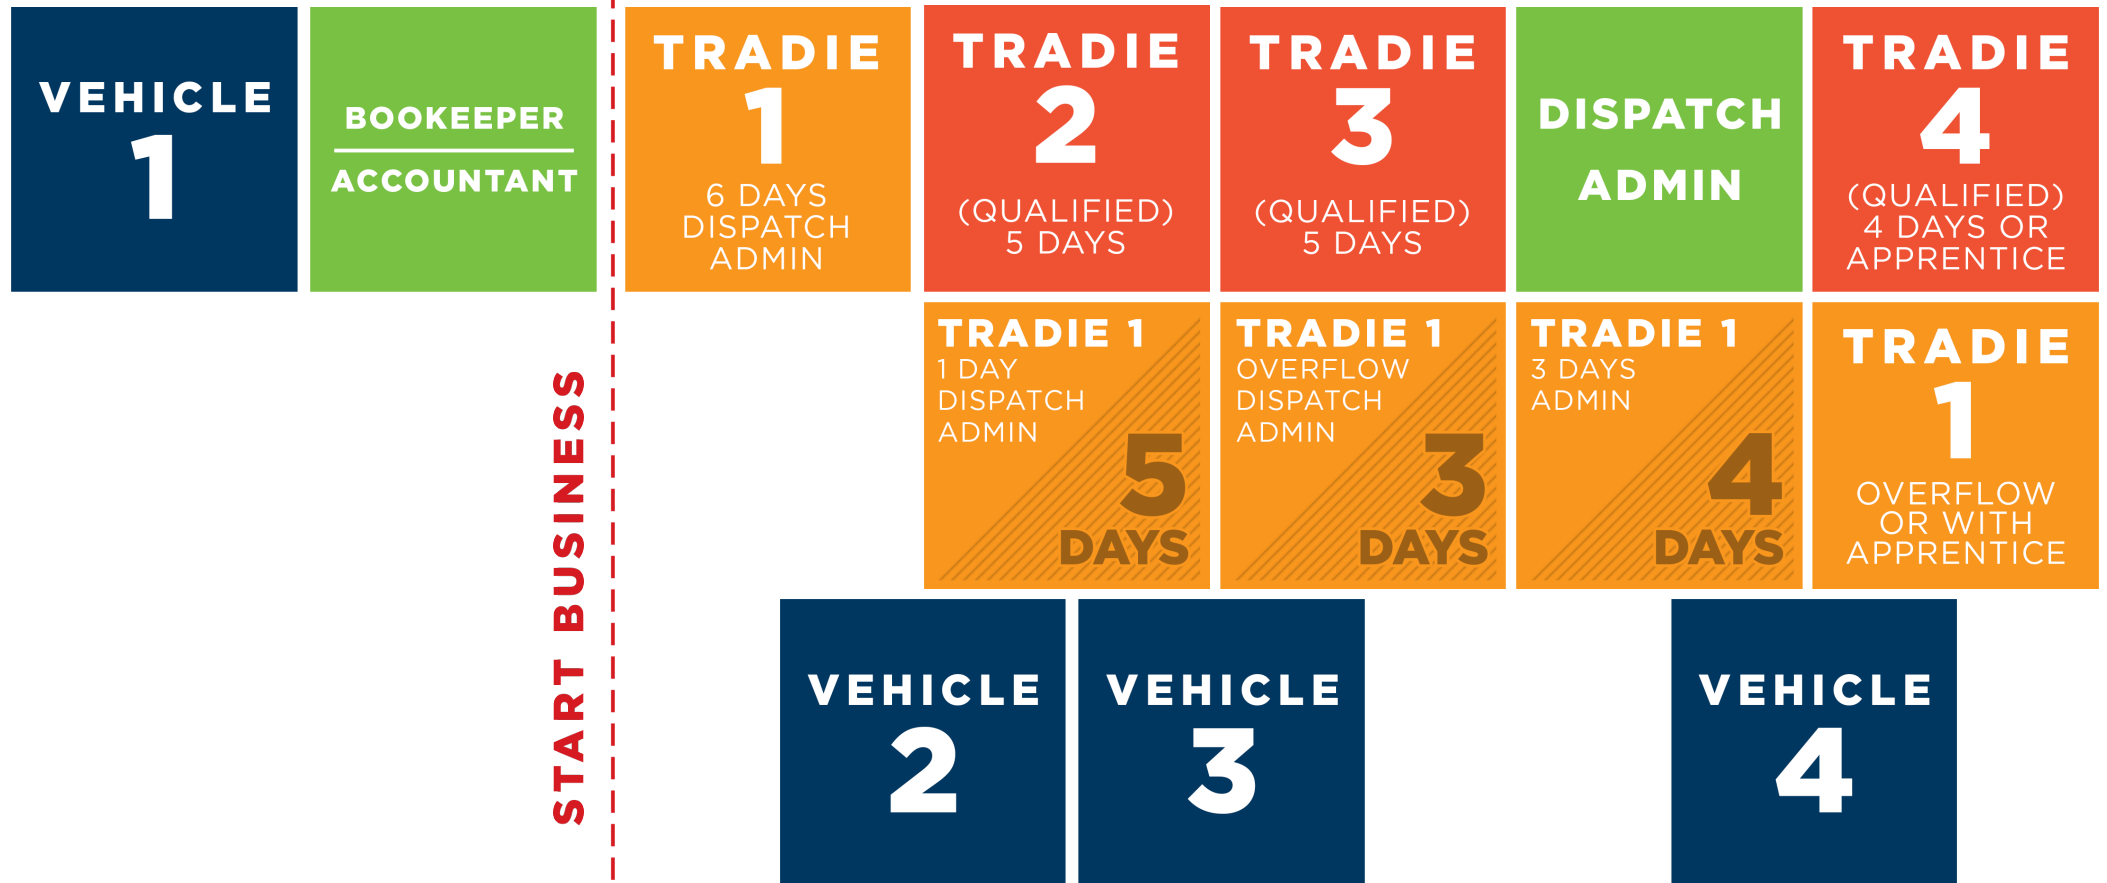 VEHICLE
1
BOOKEEPER
ACCOUNTANT
START BUSINESS
TRADIE
1
6 DAYS
DISPATCH
ADMIN
TRADIE
2
(QUALIFIED)
5 DAYS
TRADIE
3
(QUALIFIED)
5 DAYS
DISPATCH
ADMIN
TRADIE
4
(QUALIFIED)
4 DAYS OR
APPRENTICE
TRADIE 1
1 DAY
DISPATCH
ADMIN
5
DAYS
TRADIE 1
OVERFLOW
DISPATCH
ADMIN
3
DAYS
TRADIE 1
3 DAYS
ADMIN
4
DAYS
TRADIE
1
OVERFLOW
OR WITH
APPRENTICE
VEHICLE
2
VEHICLE
3
VEHICLE
4